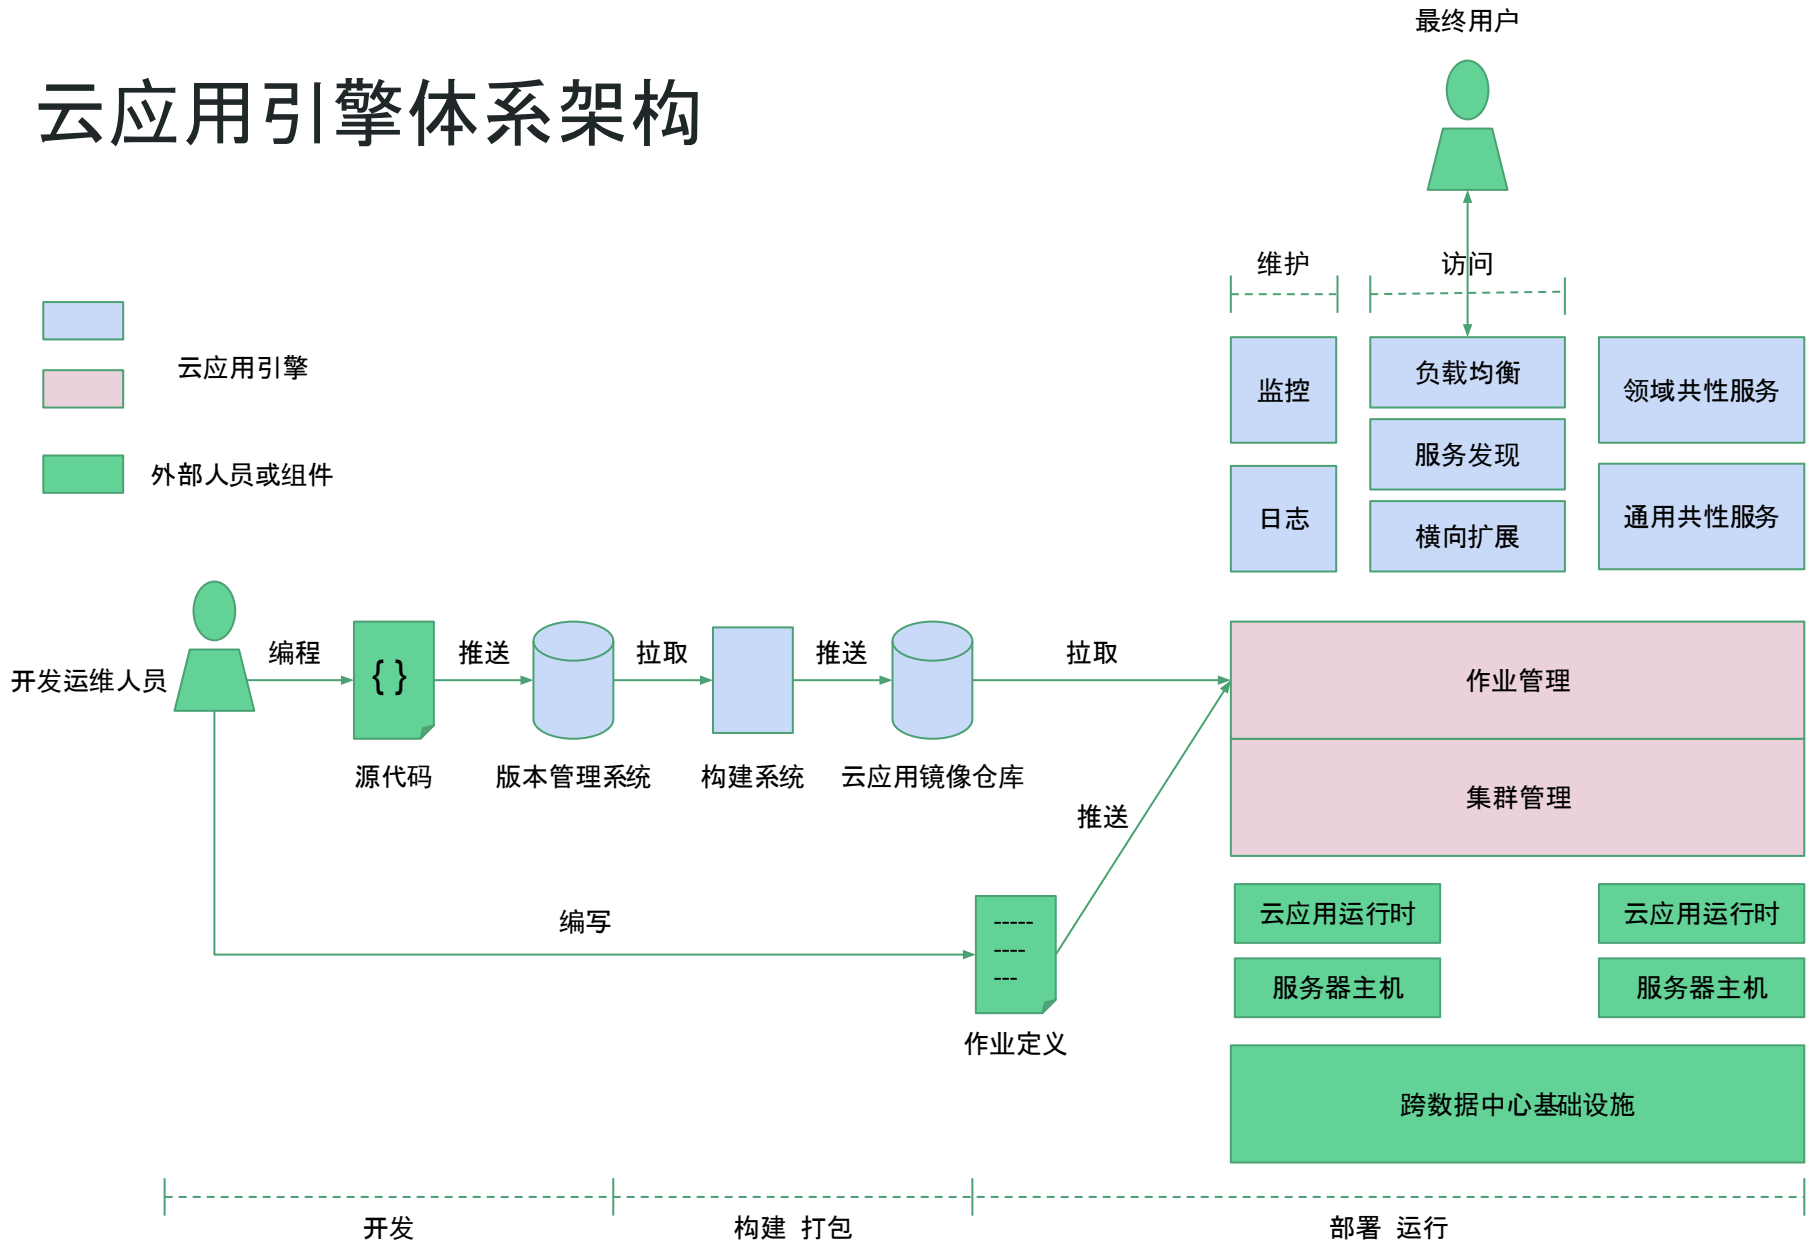 最终用户
云应用引擎体系架构
维护
访问
云应用引擎
外部人员或组件
监控
负载均衡
领域共性服务
服务发现
日志
横向扩展
通用共性服务
开发运维人员
编程
{ }
推送
拉取
推送
拉取
作业管理
源代码
版本管理系统
构建系统
云应用镜像仓库
集群管理
推送
编写
-----
----
---
作业定义
云应用运行时
云应用运行时
服务器主机
服务器主机
跨数据中心基础设施
开发
构建 打包
部署 运行